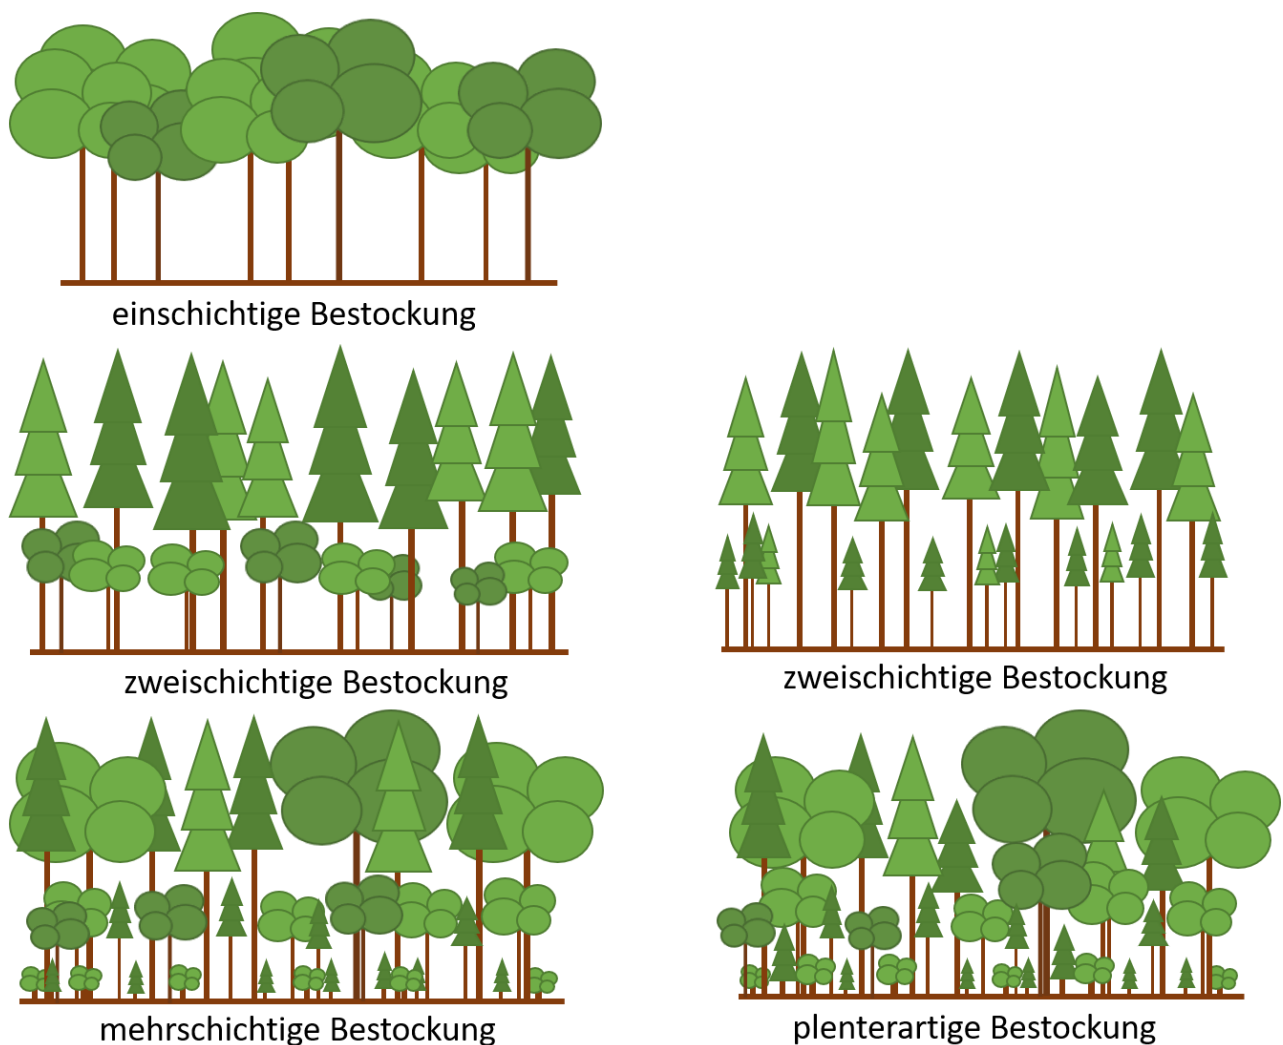 einschichtige Bestockung
zweischichtige Bestockung
zweischichtige Bestockung
mehrschichtige Bestockung
plenterartige Bestockung